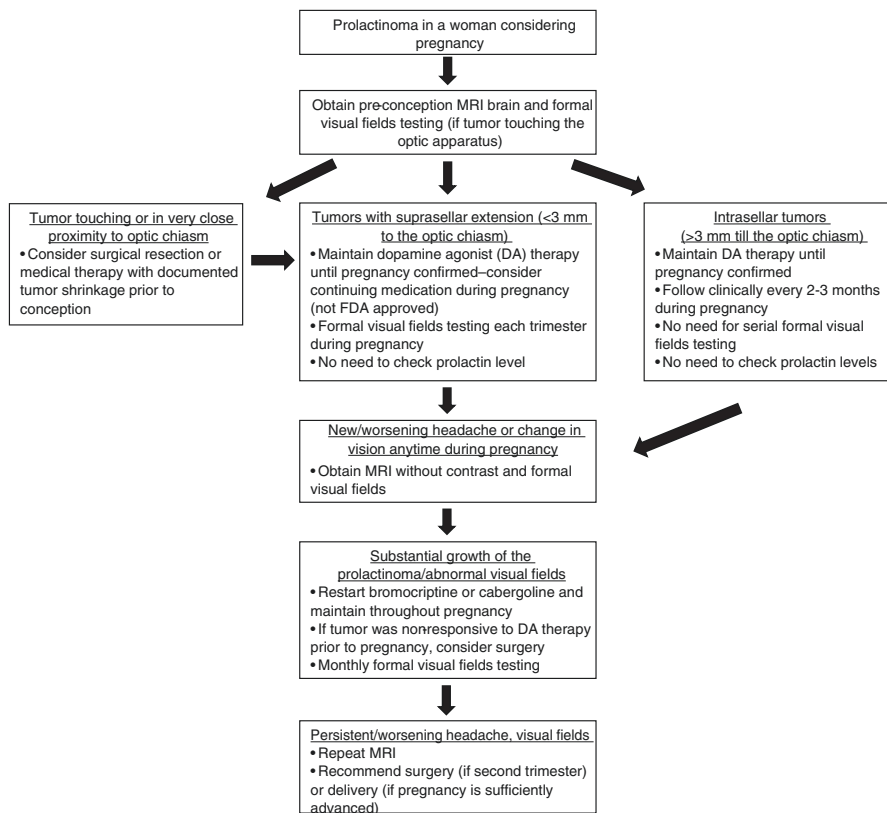 Prolactinoma in a woman considering
pregnancy
Obtain pre-conception MRI brain and formal
visual fields testing (if tumor touching the
optic apparatus)
Tumor touching or in very close
proximity to optic chiasm
• Consider surgical resection or
medical therapy with documented
tumor shrinkage prior to
conception
Tumors with suprasellar extension (<3 mm
to the optic chiasm)
• Maintain dopamine agonist (DA) therapy
until pregnancy confirmed–consider
continuing medication during pregnancy
(not FDA approved)
• Formal visual fields testing each trimester
during pregnancy
• No need to check prolactin level
Intrasellar tumors
(>3 mm till the optic chiasm)
• Maintain DA therapy until
pregnancy confirmed
• Follow clinically every 2-3 months
during pregnancy
• No need for serial formal visual
fields testing
• No need to check prolactin levels
New/worsening headache or change in
vision anytime during pregnancy
• Obtain MRI without contrast and formal
visual fields
Substantial growth of the
prolactinoma/abnormal visual fields
• Restart bromocriptine or cabergoline and
maintain throughout pregnancy
• If tumor was non-responsive to DA therapy
prior to pregnancy, consider surgery
• Monthly formal visual fields testing
Persistent/worsening headache, visual fields
• Repeat MRI
• Recommend surgery (if second trimester)
or delivery (if pregnancy is sufficiently
advanced)